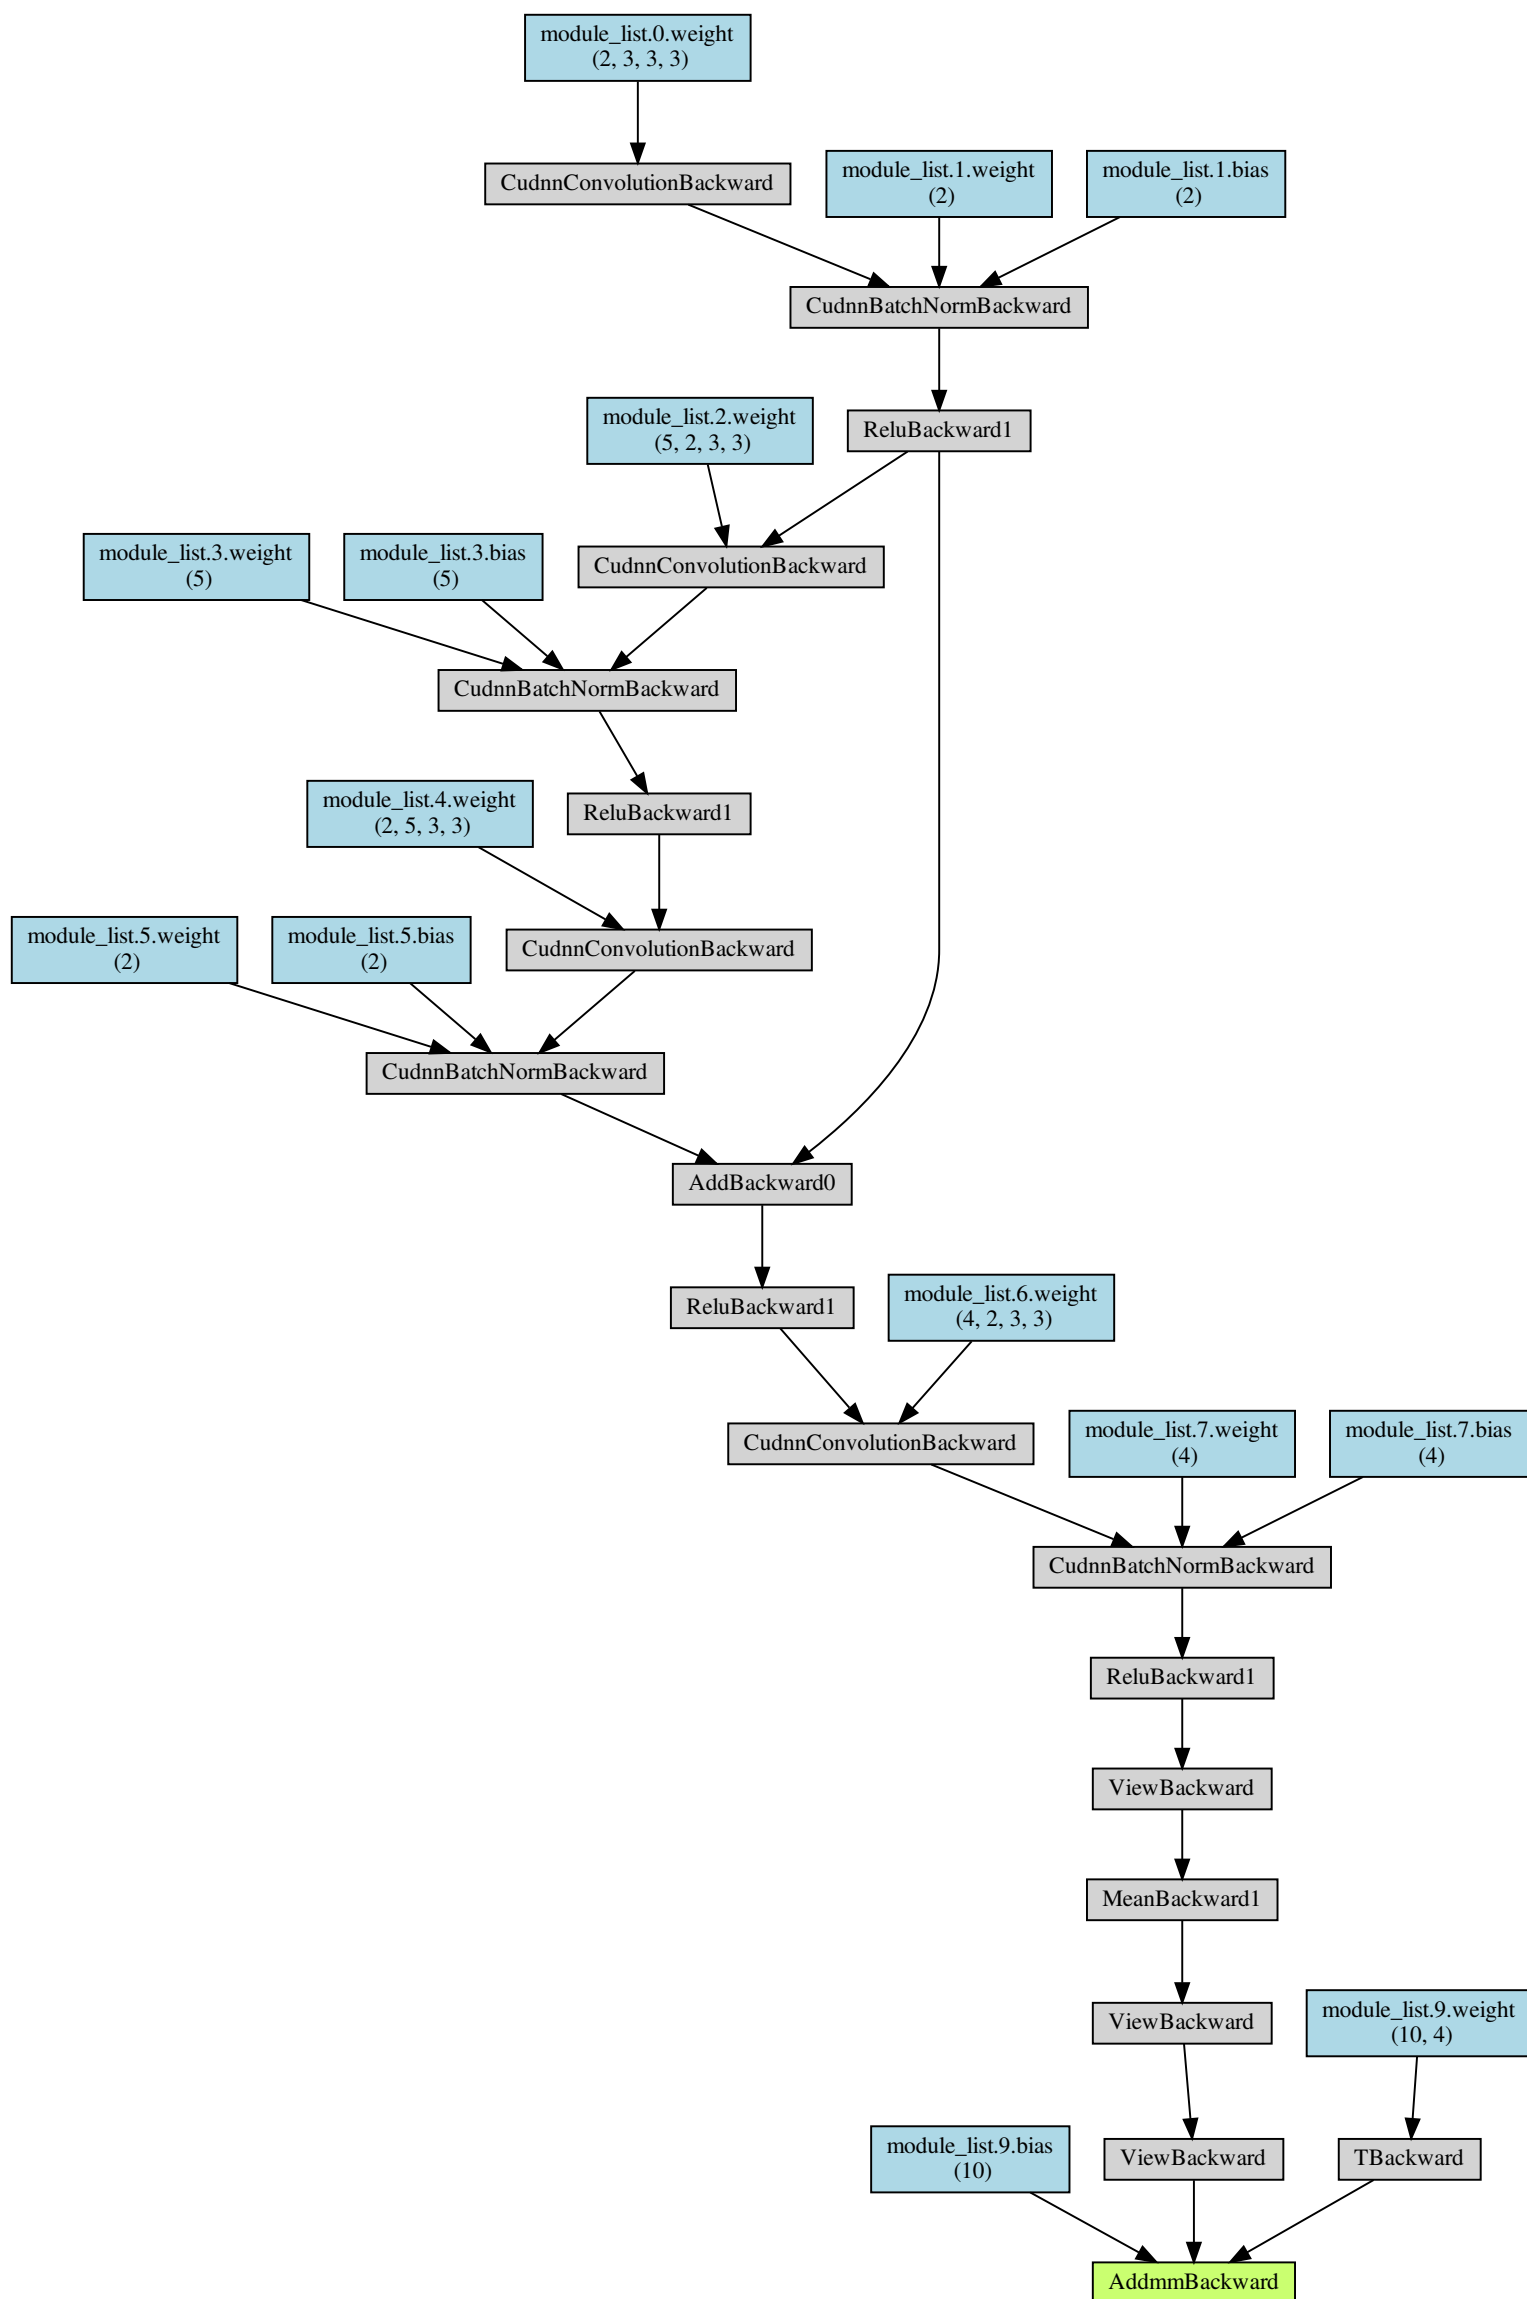 module_list.0.weight
(2, 3, 3, 3)
CudnnConvolutionBackward
module_list.1.weight
(2)
module_list.1.bias
(2)
CudnnBatchNormBackward
module_list.2.weight
(5, 2, 3, 3)
ReluBackward1
module_list.3.weight
(5)
module_list.3.bias
(5)
CudnnConvolutionBackward
CudnnBatchNormBackward
module_list.4.weight
(2, 5, 3, 3)
ReluBackward1
module_list.5.weight
(2)
module_list.5.bias
(2)
CudnnConvolutionBackward
CudnnBatchNormBackward
AddBackward0
ReluBackward1
module_list.6.weight
(4, 2, 3, 3)
CudnnConvolutionBackward
module_list.7.weight
(4)
module_list.7.bias
(4)
CudnnBatchNormBackward
ReluBackward1
ViewBackward
MeanBackward1
ViewBackward
module_list.9.weight
(10, 4)
module_list.9.bias
(10)
ViewBackward
TBackward
AddmmBackward